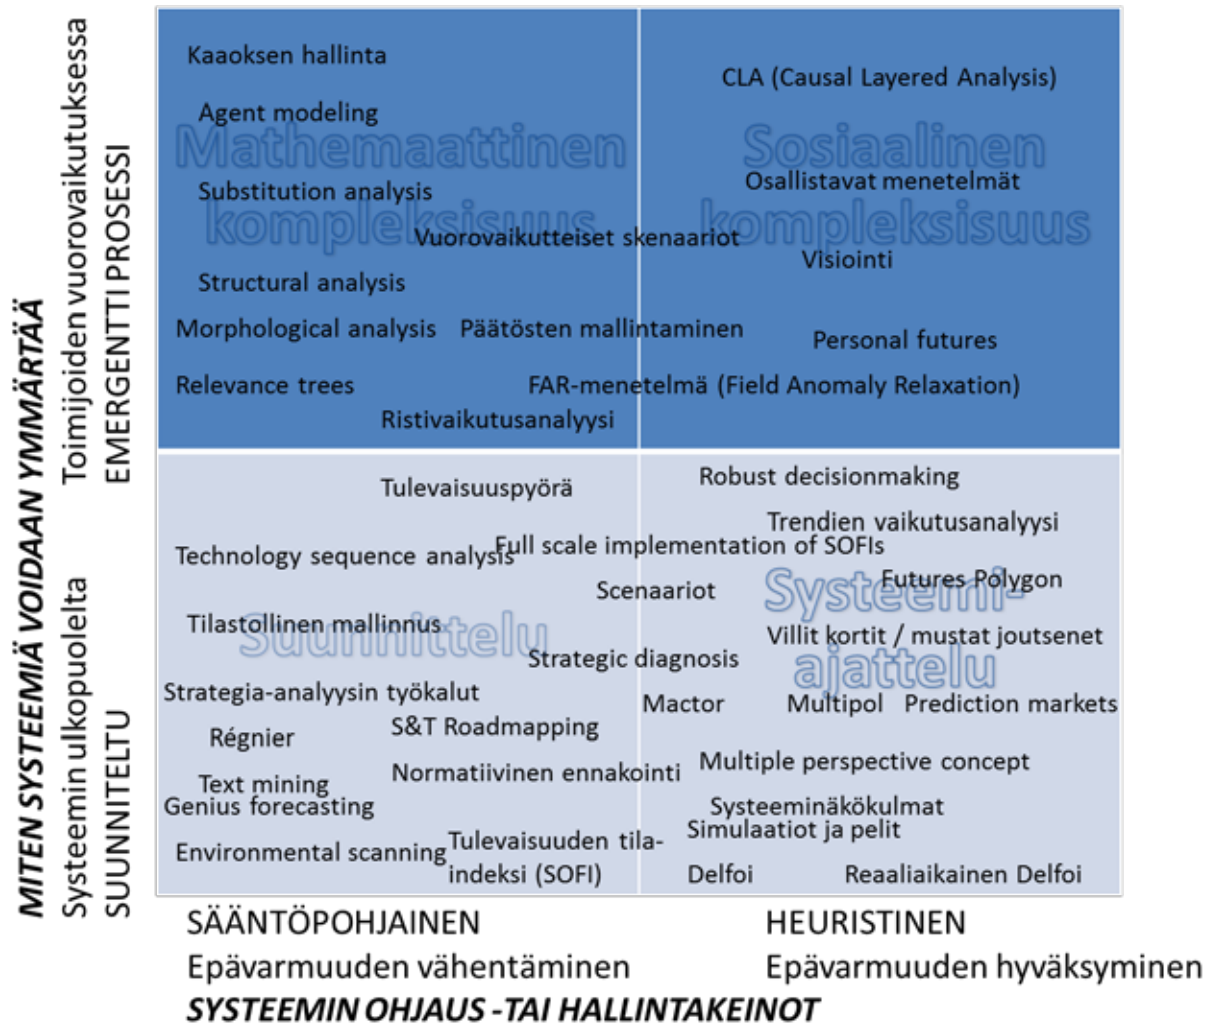 Kaaoksen hallinta
CLA (Causal Layered Analysis)
Agent modeling
Mathemaattinen
kompleksisuus
Sosiaalinen
kompleksisuus
Substitution analysis
Osallistavat menetelmät
Vuorovaikutteiset skenaariot
Visiointi
Structural analysis
Morphological analysis
Päätösten mallintaminen
Personal futures
Relevance trees
FAR-menetelmä (Field Anomaly Relaxation)
Ristivaikutusanalyysi
Tulevaisuuspyörä
Robust decisionmaking
Trendien vaikutusanalyysi
Technology sequence analysis
Full scale implementation of SOFIs
Scenaariot
Futures Polygon
Systeemi-
ajattelu
Tilastollinen mallinnus
Suunnittelu
Villit kortit / mustat joutsenet
Strategic diagnosis
Strategia-analyysin työkalut
Mactor
Multipol
Prediction markets
Régnier
S&T Roadmapping
Normatiivinen ennakointi
Multiple perspective concept
Text mining
Genius forecasting
Systeeminäkökulmat
Simulaatiot ja pelit
Environmental scanning
Tulevaisuuden tila-
indeksi (SOFI)
Delfoi
Reaaliaikainen Delfoi
MITEN SYSTEEMIÄ VOIDAAN YMMÄRTÄÄ
Toimijoiden vuorovaikutuksessa
EMERGENTTI PROSESSI
Systeemin ulkopuolelta
SUUNNITELTU
SÄÄNTÖPOHJAINEN
Epävarmuuden vähentäminen
HEURISTINEN
Epävarmuuden hyväksyminen
SYSTEEMIN OHJAUS -TAI HALLINTAKEINOT